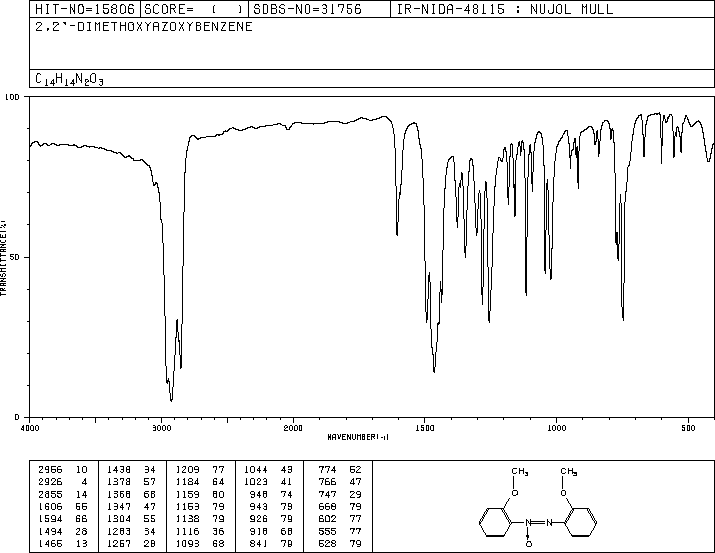 HIT-NO=15806 SCORE= ( ) SDBS-NO=31756 IR-NIDA-48115 : NUJOL MULL
2,2'-DIMETHOXYAZOXYBENZENE
C14H14N2O3
100
50
0
TRANSMITTANCE(%)
4000 3000 2000 1500 1000 500
WAVENUMBER(-1)
2956 10 1438 34 1209 77 1044 43 774 52
2926 4 1378 57 1184 64 1023 41 766 47
2855 14 1368 66 1159 60 948 74 747 29
1606 55 1347 47 1153 79 943 79 668 79
1594 66 1304 55 1138 79 926 79 602 77
1494 28 1283 34 1116 36 918 68 555 77
1465 13 1257 28 1093 68 841 79 528 79
CH3 CH3
O O
N N
O